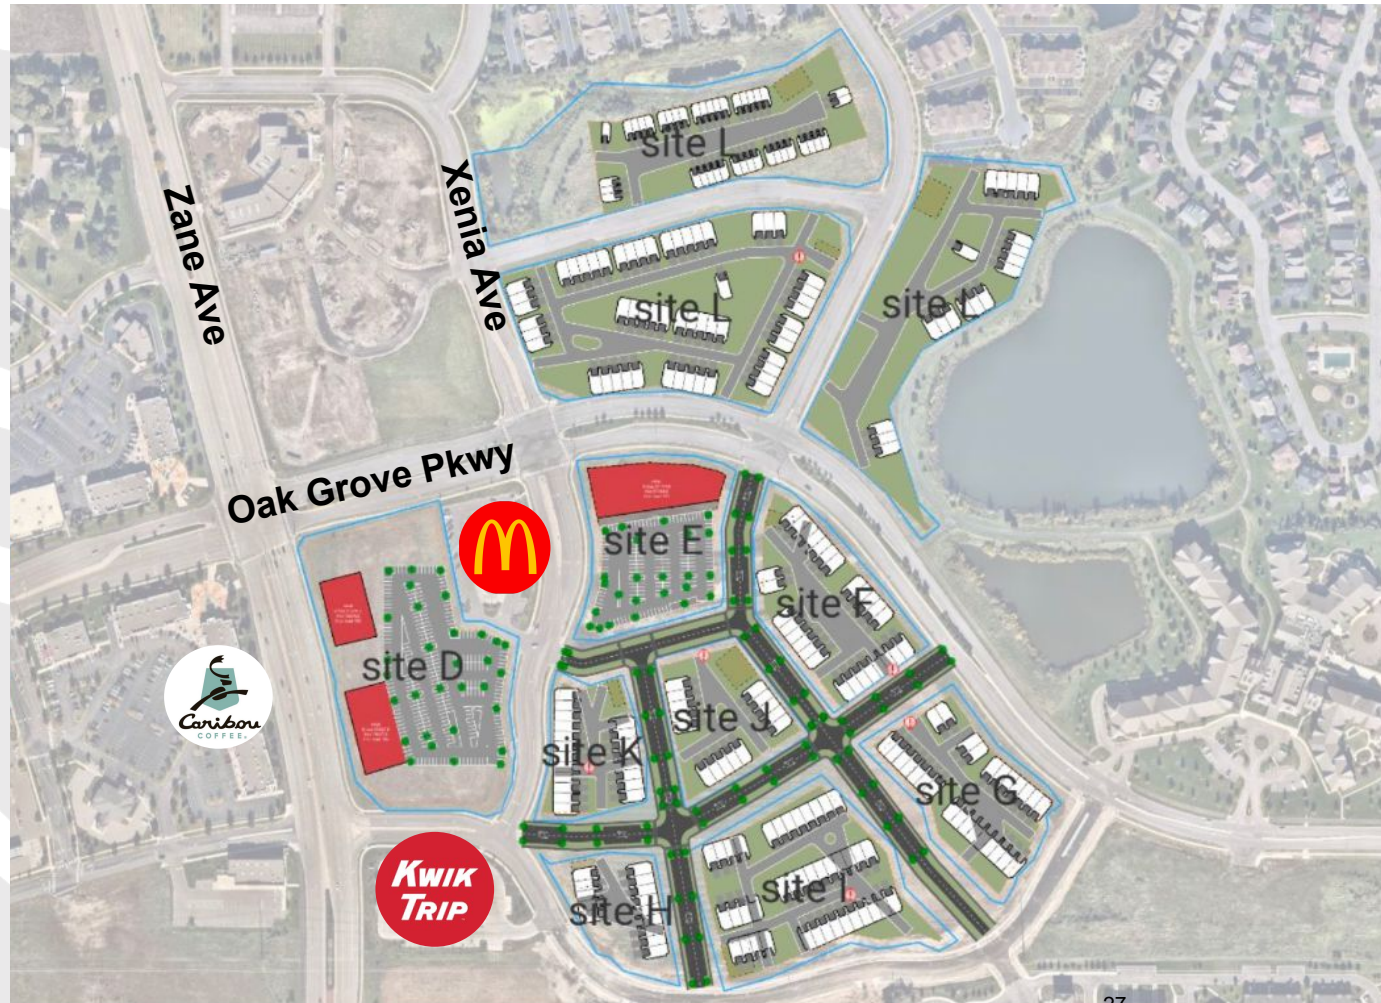 site L
Xenia Ave
Zane Ave
site L
site L
Oak Grove Pkwy
site E
site F
site D
Caribou
COFFEE
site J
site K
site G
KWIK
TRIP
site I
site H
27